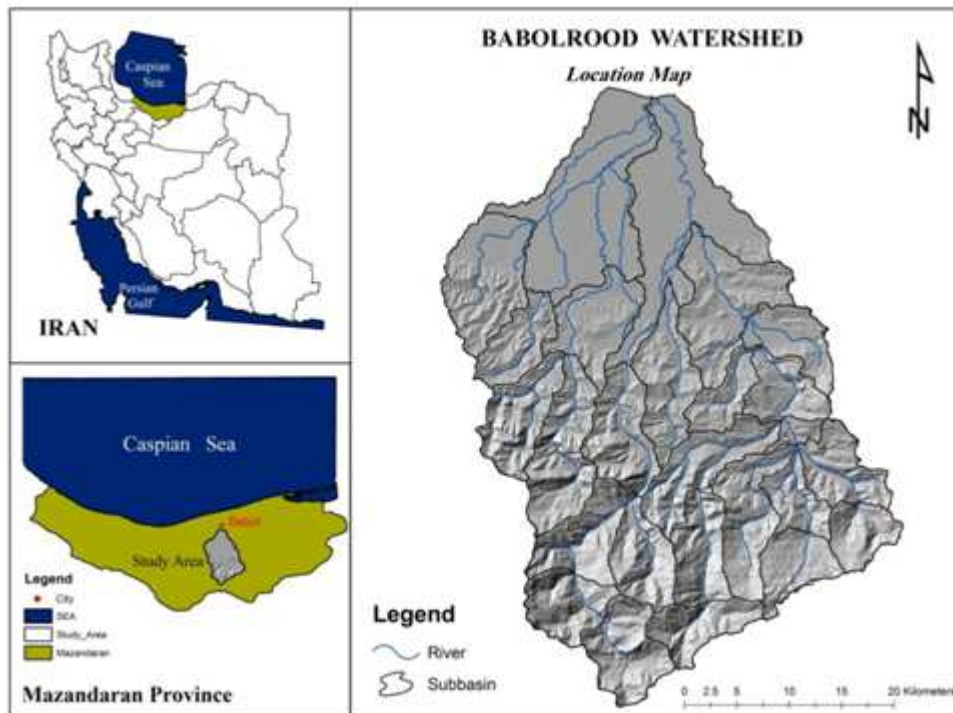 Caspian
Sea
Persian
Gulf
IRAN
Caspian Sea
Babol
Study Area
Legend
City
SEA
Study_Area
Mazandaran
Mazandaran Province
BABOLROOD WATERSHED
Location Map
N
Legend
River
Subbasin
0 2.5 5 10 15 20 Kilometers